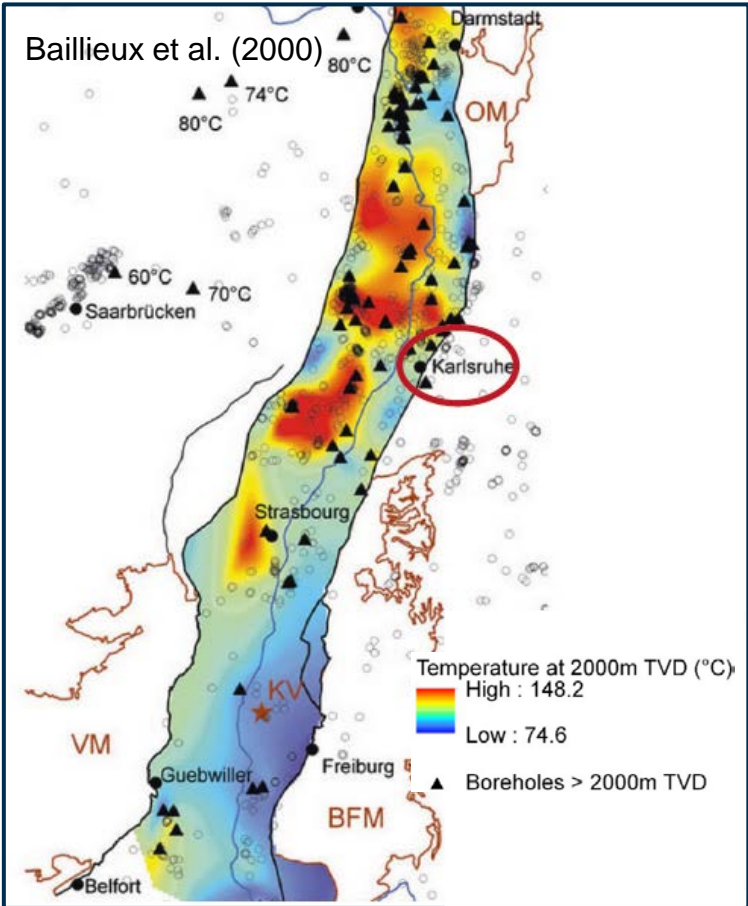 Darmstadt
Baillieux et al. (2000)
80°C
74°C
80°C
OM
60°C
70°C
Saarbrücken
Karlsruhe
Strasbourg
Temperature at 2000m TVD (°C)
High : 148.2
Low : 74.6
KV
VM
Freiburg
Guebwiller
Boreholes > 2000m TVD
BFM
Belfort